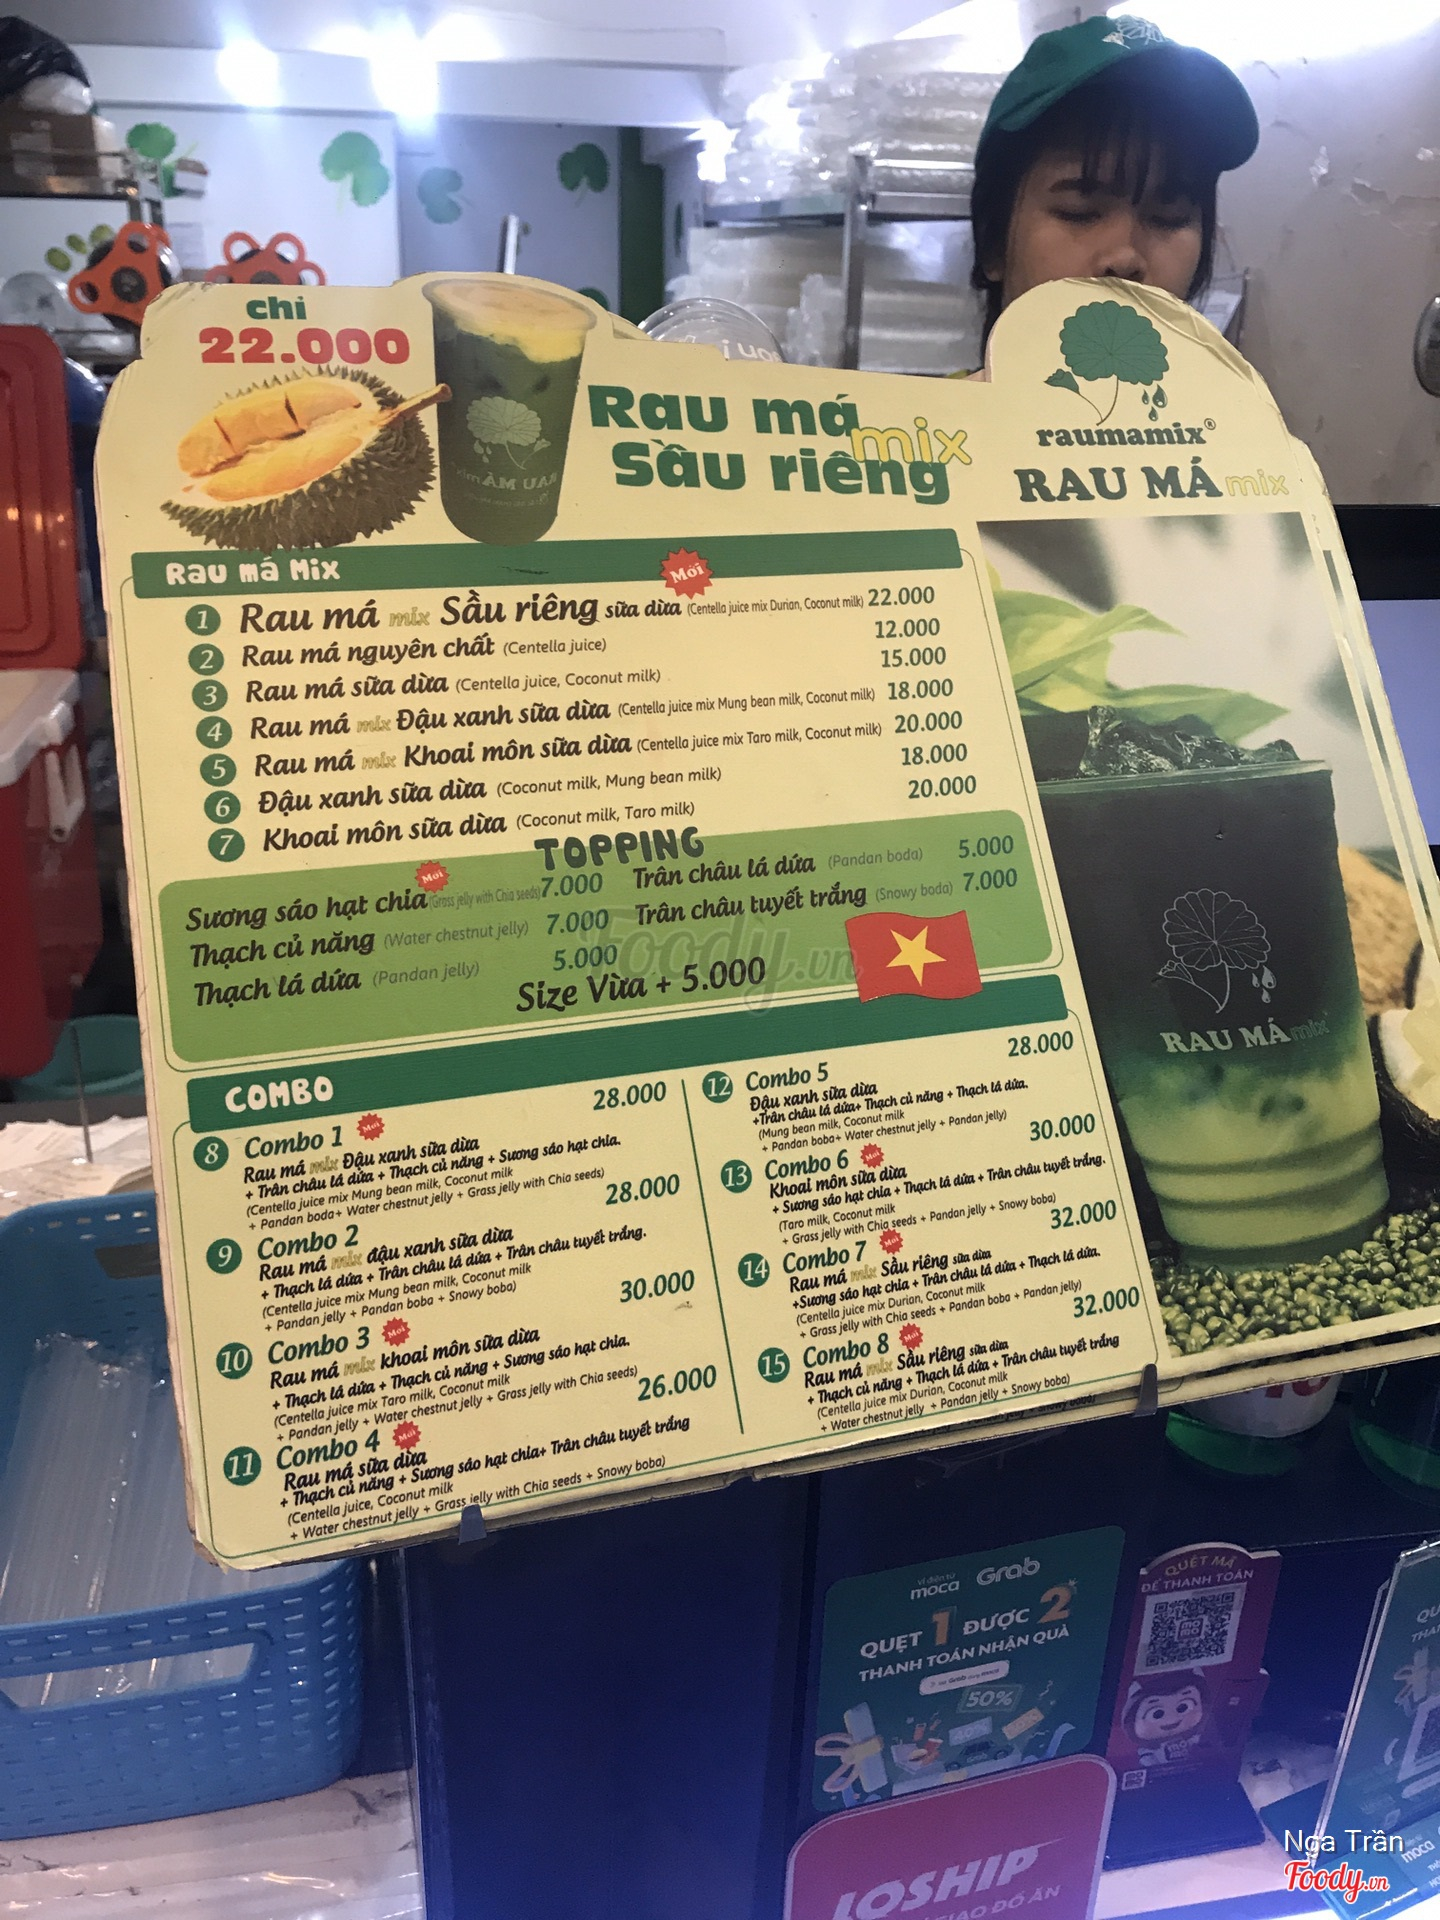 chỉ
22.000
Rau má mix
Sầu riêng
raumamix®
RAU MÁ mix
RAU MÁ
Rau má Mix
Mới
1 Rau má mix Sầu riêng sữa dừa (Centella juice mix Durian, Coconut milk) 22.000
2 Rau má nguyên chất (Centella juice) 12.000
3 Rau má sữa dừa (Centella juice, Coconut milk) 15.000
4 Rau má mix Đậu xanh sữa dừa (Centella juice mix Mung bean milk, Coconut milk) 18.000
5 Rau má mix Khoai môn sữa dừa (Centella juice mix Taro milk, Coconut milk) 20.000
6 Đậu xanh sữa dừa (Coconut milk, Mung bean milk) 18.000
7 Khoai môn sữa dừa (Coconut milk, Taro milk) 20.000
TOPPING
Mới
Sương sáo hạt chia (Grass jelly with Chia seeds) 7.000
Thạch củ năng (Water chestnut jelly) 7.000
Thạch lá dứa (Pandan jelly) 5.000
Trân châu lá dứa (Pandan boda) 5.000
Trân châu tuyết trắng (Snowy boda) 7.000
Size Vừa + 5.000
Foody.vn
COMBO
8 Combo 1 Mới 28.000
Rau má mix Đậu xanh sữa dừa
+ Trân châu lá dứa + Thạch củ năng + Sương sáo hạt chia.
(Centella juice mix Mung bean milk, Coconut milk
+ Pandan boda+ Water chestnut jelly + Grass jelly with Chia seeds)
9 Combo 2 28.000
Rau má mix đậu xanh sữa dừa
+ Thạch lá dứa + Trân châu lá dứa + Trân châu tuyết trắng.
(Centella juice mix Mung bean milk, Coconut milk
+ Pandan jelly + Pandan boba + Snowy boba)
10 Combo 3 Mới 30.000
Rau má mix khoai môn sữa dừa
+ Thạch lá dứa + Thạch củ năng + Sương sáo hạt chia.
(Centella juice mix Taro milk, Coconut milk
+ Pandan jelly + Water chestnut jelly + Grass jelly with Chia seeds)
11 Combo 4 Mới 26.000
Rau má sữa dừa
+ Thạch củ năng + Sương sáo hạt chia+ Trân châu tuyết trắng
(Centella juice, Coconut milk
+ Water chestnut jelly + Grass jelly with Chia seeds + Snowy boba)
12 Combo 5 28.000
Đậu xanh sữa dừa
+Trân châu lá dứa+ Thạch củ năng + Thạch lá dứa.
(Mung bean milk, Coconut milk
+ Pandan boba+ Water chestnut jelly + Pandan jelly)
13 Combo 6 Mới 30.000
Khoai môn sữa dừa
+ Sương sáo hạt chia + Thạch lá dứa + Trân châu tuyết trắng.
(Taro milk, Coconut milk
+ Grass jelly with Chia seeds + Pandan jelly + Snowy boba)
14 Combo 7 Mới 32.000
Rau má mix Sầu riêng sữa dừa
+Sương sáo hạt chia + Trân châu lá dứa + Thạch lá dứa.
(Centella juice mix Durian, Coconut milk
+ Grass jelly with Chia seeds + Pandan boba + Pandan jelly)
15 Combo 8 Mới 32.000
Rau má mix Sầu riêng sữa dừa
+ Thạch củ năng + Thạch lá dứa + Trân châu tuyết trắng
(Centella juice mix Durian, Coconut milk
+ Water chestnut jelly + Pandan jelly + Snowy boba)
RAU MÁ mix
ví điện tử
moca Grab
QUẸT 1 ĐƯỢC 2
THANH TOÁN NHẬN QUÀ
50%
QUÉT MÃ
ĐỂ THANH TOÁN
momo
LOSHIP
GIAO ĐỒ ĂN
moca
Nga Trần
Foody.vn